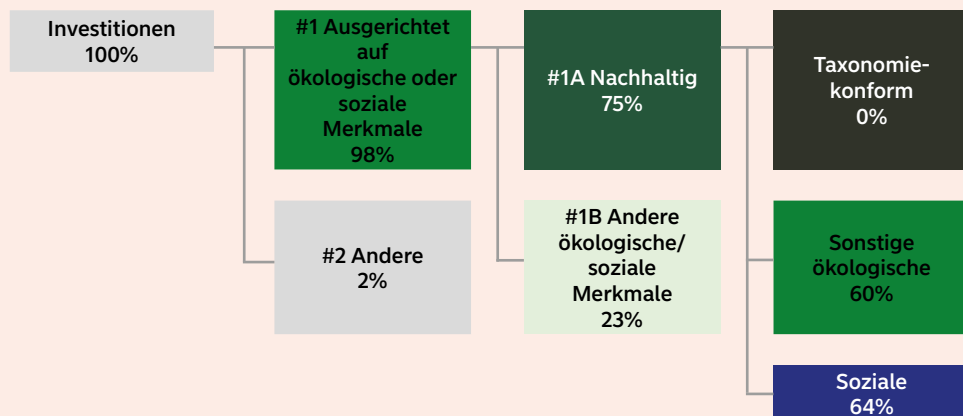 Investitionen
100%
#1 Ausgerichtet
auf
ökologische oder
soziale
Merkmale
98%
#2 Andere
2%
#1A Nachhaltig
75%
#1B Andere
ökologische/
soziale
Merkmale
23%
Taxonomie-
konform
0%
Sonstige
ökologische
60%
Soziale
64%